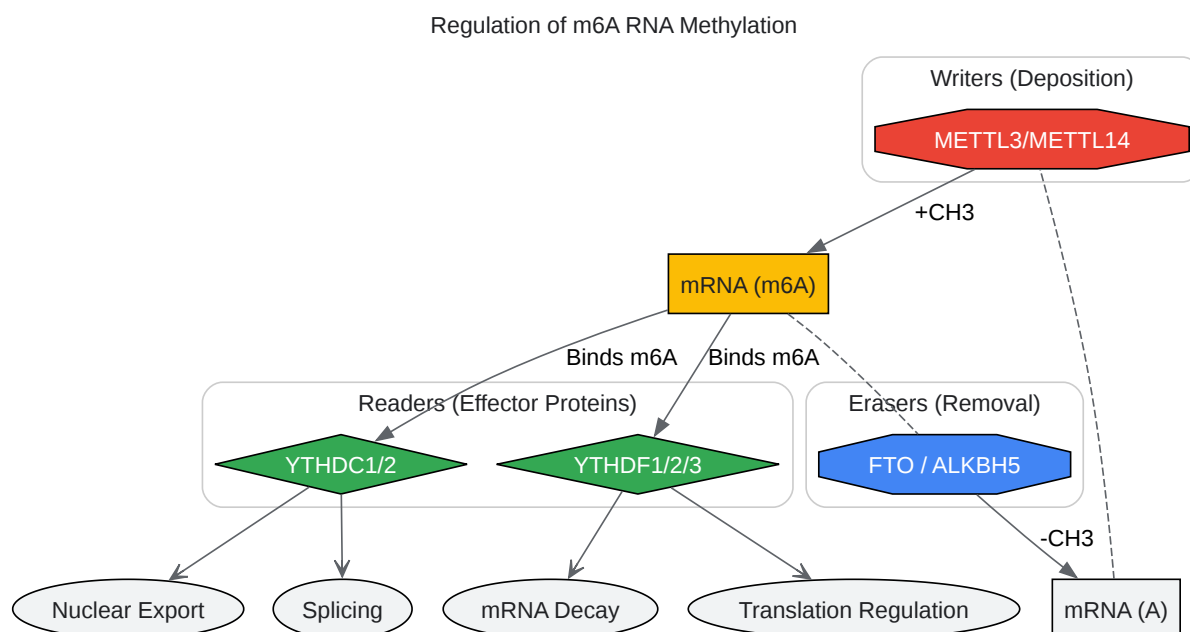 Regulation of m6A RNA Methylation
Writers (Deposition)
METTL3/METTL14
+CH3
mRNA (m6A)
Binds m6A
Binds m6A
Readers (Effector Proteins)
Erasers (Removal)
YTHDC1/2
YTHDF1/2/3
FTO / ALKBH5
-CH3
Nuclear Export
Splicing
mRNA Decay
Translation Regulation
mRNA (A)